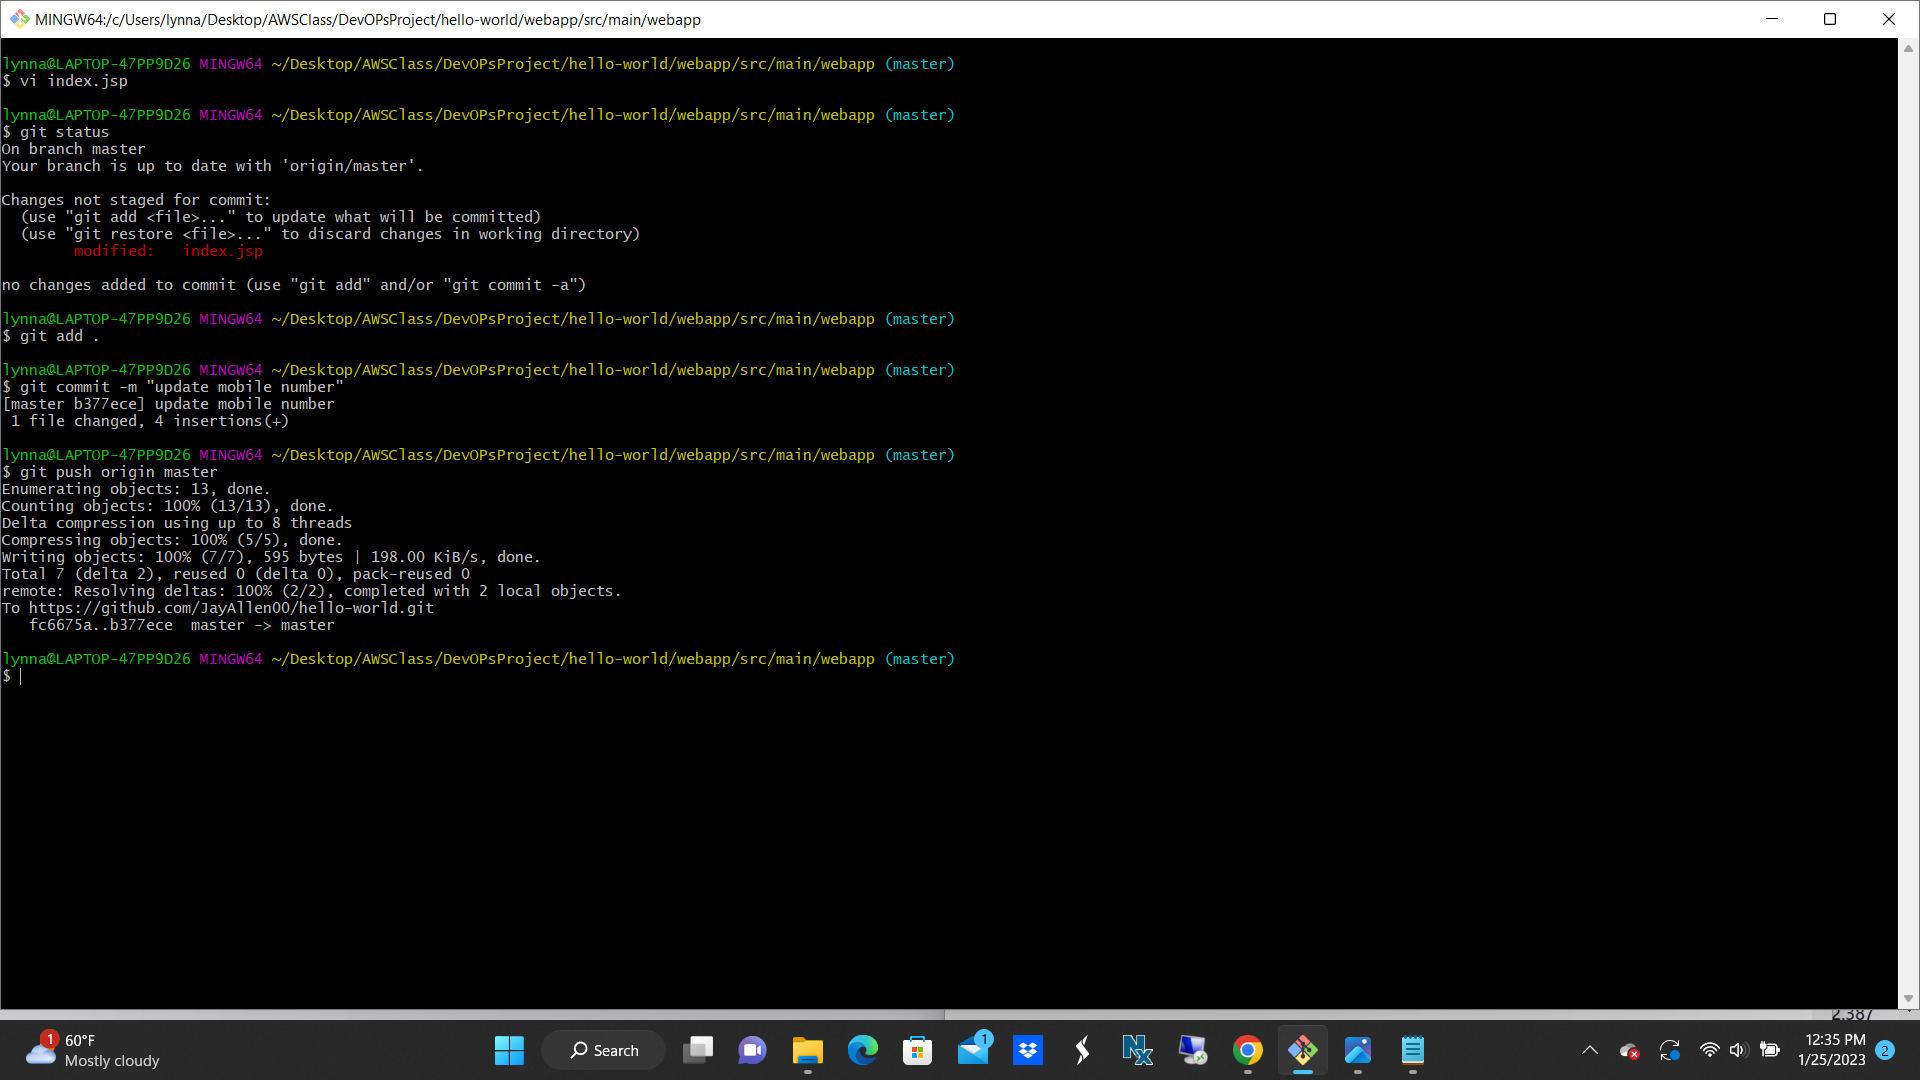 MINGW64:/c/Users/lynna/Desktop/AWSClass/DevOPsProject/hello-world/webapp/src/main/webapp
lynna@LAPTOP-47PP9D26 MINGW64 ~/Desktop/AWSClass/DevOPsProject/hello-world/webapp/src/main/webapp (master)
$ vi index.jsp
lynna@LAPTOP-47PP9D26 MINGW64 ~/Desktop/AWSClass/DevOPsProject/hello-world/webapp/src/main/webapp (master)
$ git status
On branch master
Your branch is up to date with 'origin/master'.
Changes not staged for commit:
(use "git add <file>..." to update what will be committed)
(use "git restore <file>..." to discard changes in working directory)
modified:   index.jsp
no changes added to commit (use "git add" and/or "git commit -a")
lynna@LAPTOP-47PP9D26 MINGW64 ~/Desktop/AWSClass/DevOPsProject/hello-world/webapp/src/main/webapp (master)
$ git add .
lynna@LAPTOP-47PP9D26 MINGW64 ~/Desktop/AWSClass/DevOPsProject/hello-world/webapp/src/main/webapp (master)
$ git commit -m "update mobile number"
[master b377ece] update mobile number
1 file changed, 4 insertions(+)
lynna@LAPTOP-47PP9D26 MINGW64 ~/Desktop/AWSClass/DevOPsProject/hello-world/webapp/src/main/webapp (master)
$ git push origin master
Enumerating objects: 13, done.
Counting objects: 100% (13/13), done.
Delta compression using up to 8 threads
Compressing objects: 100% (5/5), done.
Writing objects: 100% (7/7), 595 bytes | 198.00 KiB/s, done.
Total 7 (delta 2), reused 0 (delta 0), pack-reused 0
remote: Resolving deltas: 100% (2/2), completed with 2 local objects.
To https://github.com/JayAllen00/hello-world.git
fc6675a..b377ece  master -> master
lynna@LAPTOP-47PP9D26 MINGW64 ~/Desktop/AWSClass/DevOPsProject/hello-world/webapp/src/main/webapp (master)
$
2.387
1
60°F
Mostly cloudy
Search
1
Nx
12:35 PM
1/25/2023
2